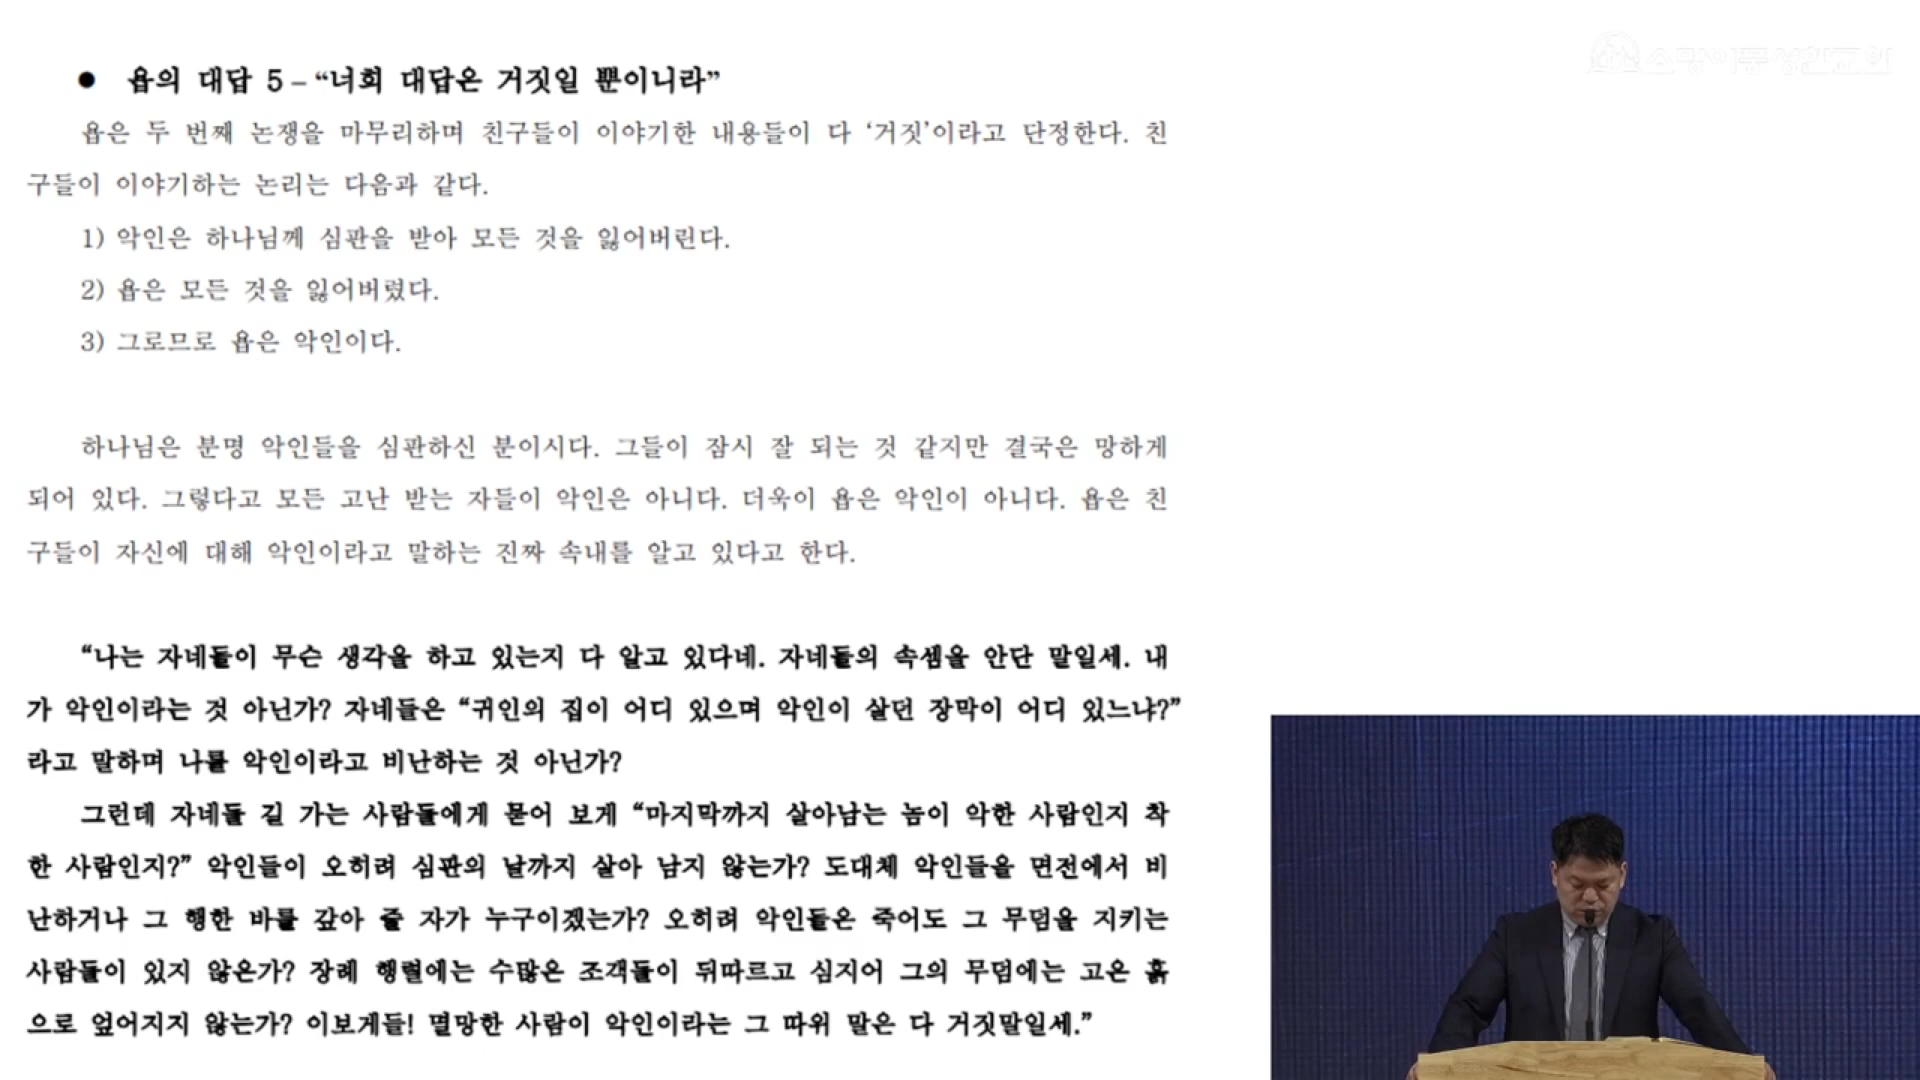 ● 욥의 대답 5 – “너희 대답은 거짓일 뿐이니라”
욥은 두 번째 논쟁을 마무리하며 친구들이 이야기한 내용들이 다 ‘거짓’이라고 단정한다. 친
구들이 이야기하는 논리는 다음과 같다.
1) 악인은 하나님께 심판을 받아 모든 것을 잃어버린다.
2) 욥은 모든 것을 잃어버렸다.
3) 그로므로 욥은 악인이다.
하나님은 분명 악인들을 심판하신 분이시다. 그들이 잠시 잘 되는 것 같지만 결국은 망하게
되어 있다. 그렇다고 모든 고난 받는 자들이 악인은 아니다. 더욱이 욥은 악인이 아니다. 욥은 친
구들이 자신에 대해 악인이라고 말하는 진짜 속내를 알고 있다고 한다.
“나는 자네들이 무슨 생각을 하고 있는지 다 알고 있다네. 자네들의 속셈을 안단 말일세. 내
가 악인이라는 것 아닌가? 자네들은 “귀인의 집이 어디 있으며 악인이 살던 장막이 어디 있느냐?”
라고 말하며 나를 악인이라고 비난하는 것 아닌가?
그런데 자네들 길 가는 사람들에게 묻어 보게 “마지막까지 살아남는 놈이 악한 사람인지 착
한 사람인지?” 악인들이 오히려 심판의 날까지 살아 남지 않는가? 도대체 악인들을 면전에서 비
난하거나 그 행한 바를 갚아 줄 자가 누구이겠는가? 오히려 악인들은 죽어도 그 무덤을 지키는
사람들이 있지 않은가? 장례 행렬에는 수많은 조객들이 뒤따르고 심지어 그의 무덤에는 고은 흙
으로 엎어지지 않는가? 이보게들! 멸망한 사람이 악인이라는 그 따위 말은 다 거짓말일세.”